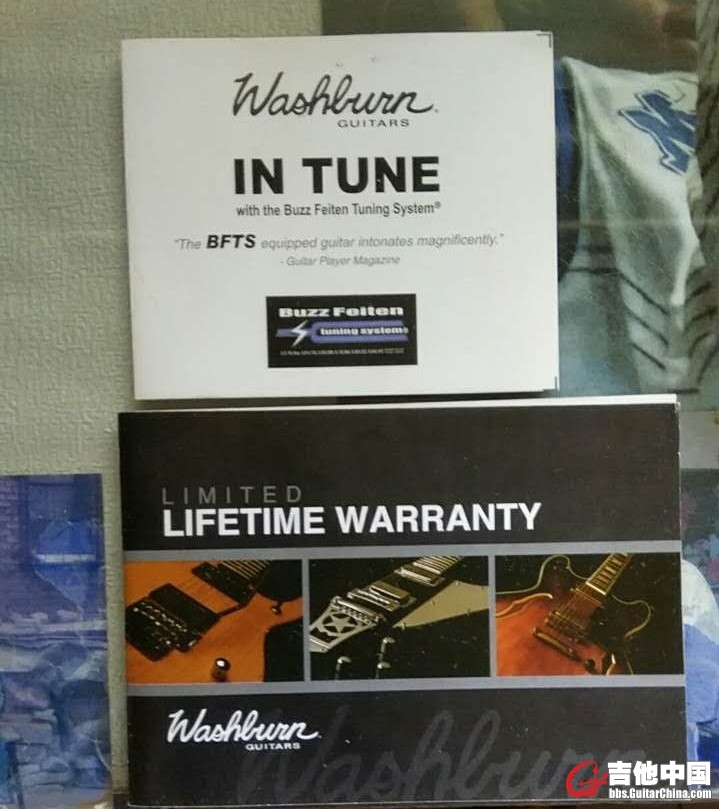 Washburn
GUITARS
IN TUNE
with the Buzz Feiten Tuning System®
"The BFTS equipped guitar intonates magnificently."
- Guitar Player Magazine
Buzz Feiten
tuning system
LIMITED
LIFETIME WARRANTY
Washburn
GUITARS
Washburn
吉他中国
bbs.GuitarChina.com